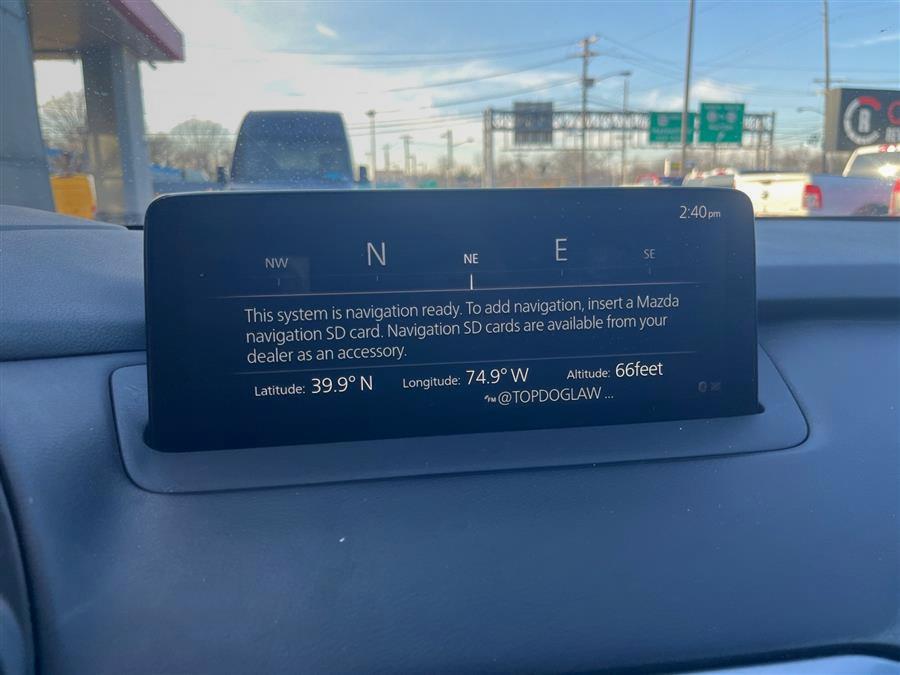 2:40pm
NW N NE E SE
This system is navigation ready. To add navigation, insert a Mazda
navigation SD card. Navigation SD cards are available from your
dealer as an accessory.
Latitude: 39.9° N Longitude: 74.9° W Altitude: 66feet
FM @TOPDOGLAW ...